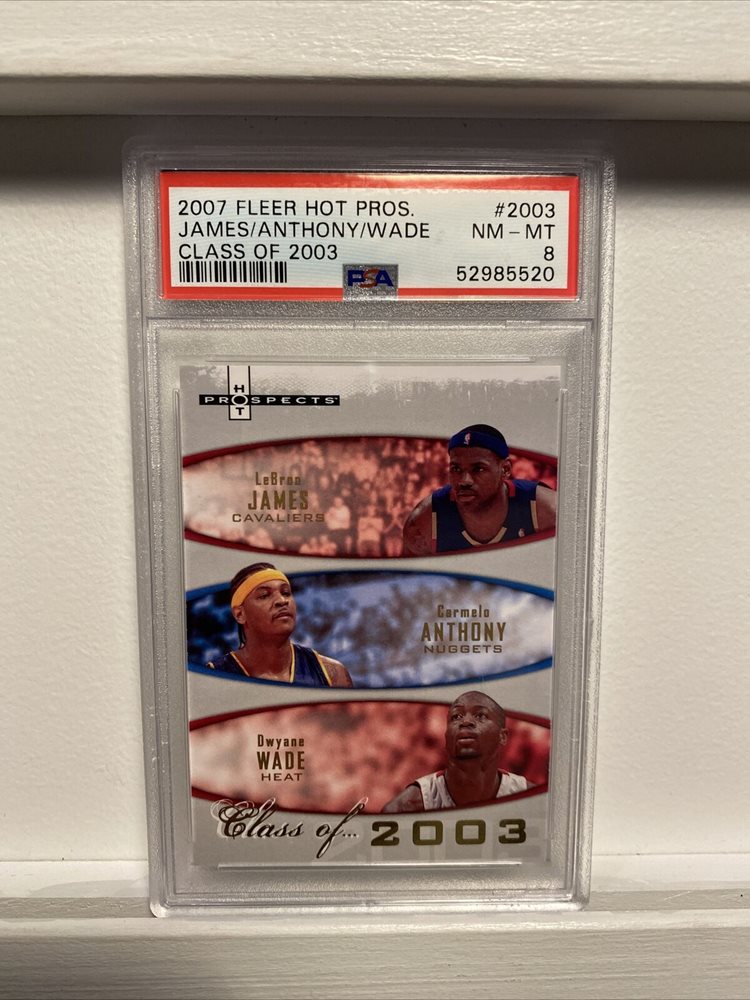 2007 FLEER HOT PROS. #2003
JAMES/ANTHONY/WADE NM - MT
CLASS OF 2003 8
PSA 52985520
HOT
PROSPECTS
LeBron
JAMES
CAVALIERS
Carmelo
ANTHONY
NUGGETS
Dwyane
WADE
HEAT
Class of... 2003